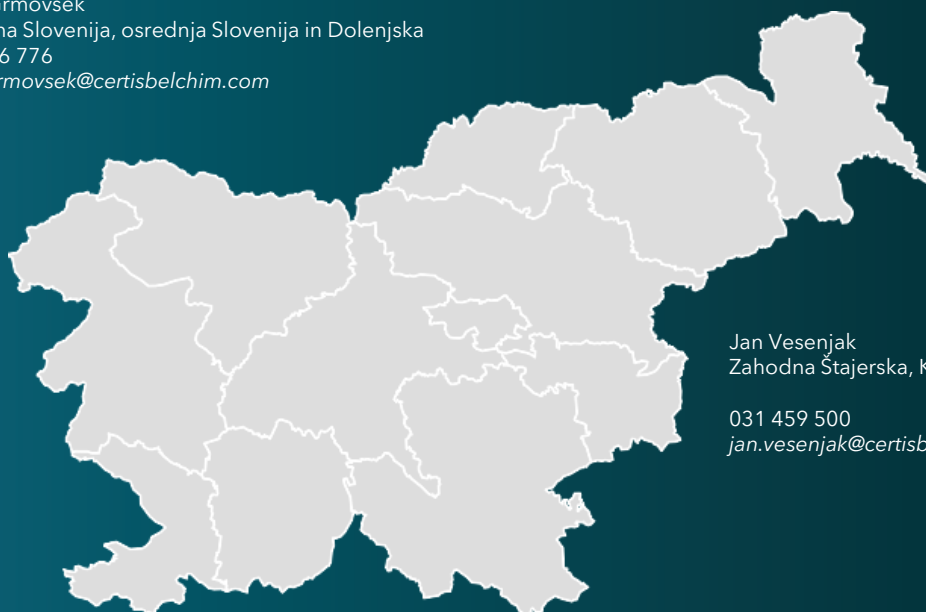 armovsek
na Slovenija, osrednja Slovenija in Dolenjska
6 776
rmovsek@certisbelchim.com
Jan Vesenjak
Zahodna Štajerska, K
031 459 500
jan.vesenjak@certisb